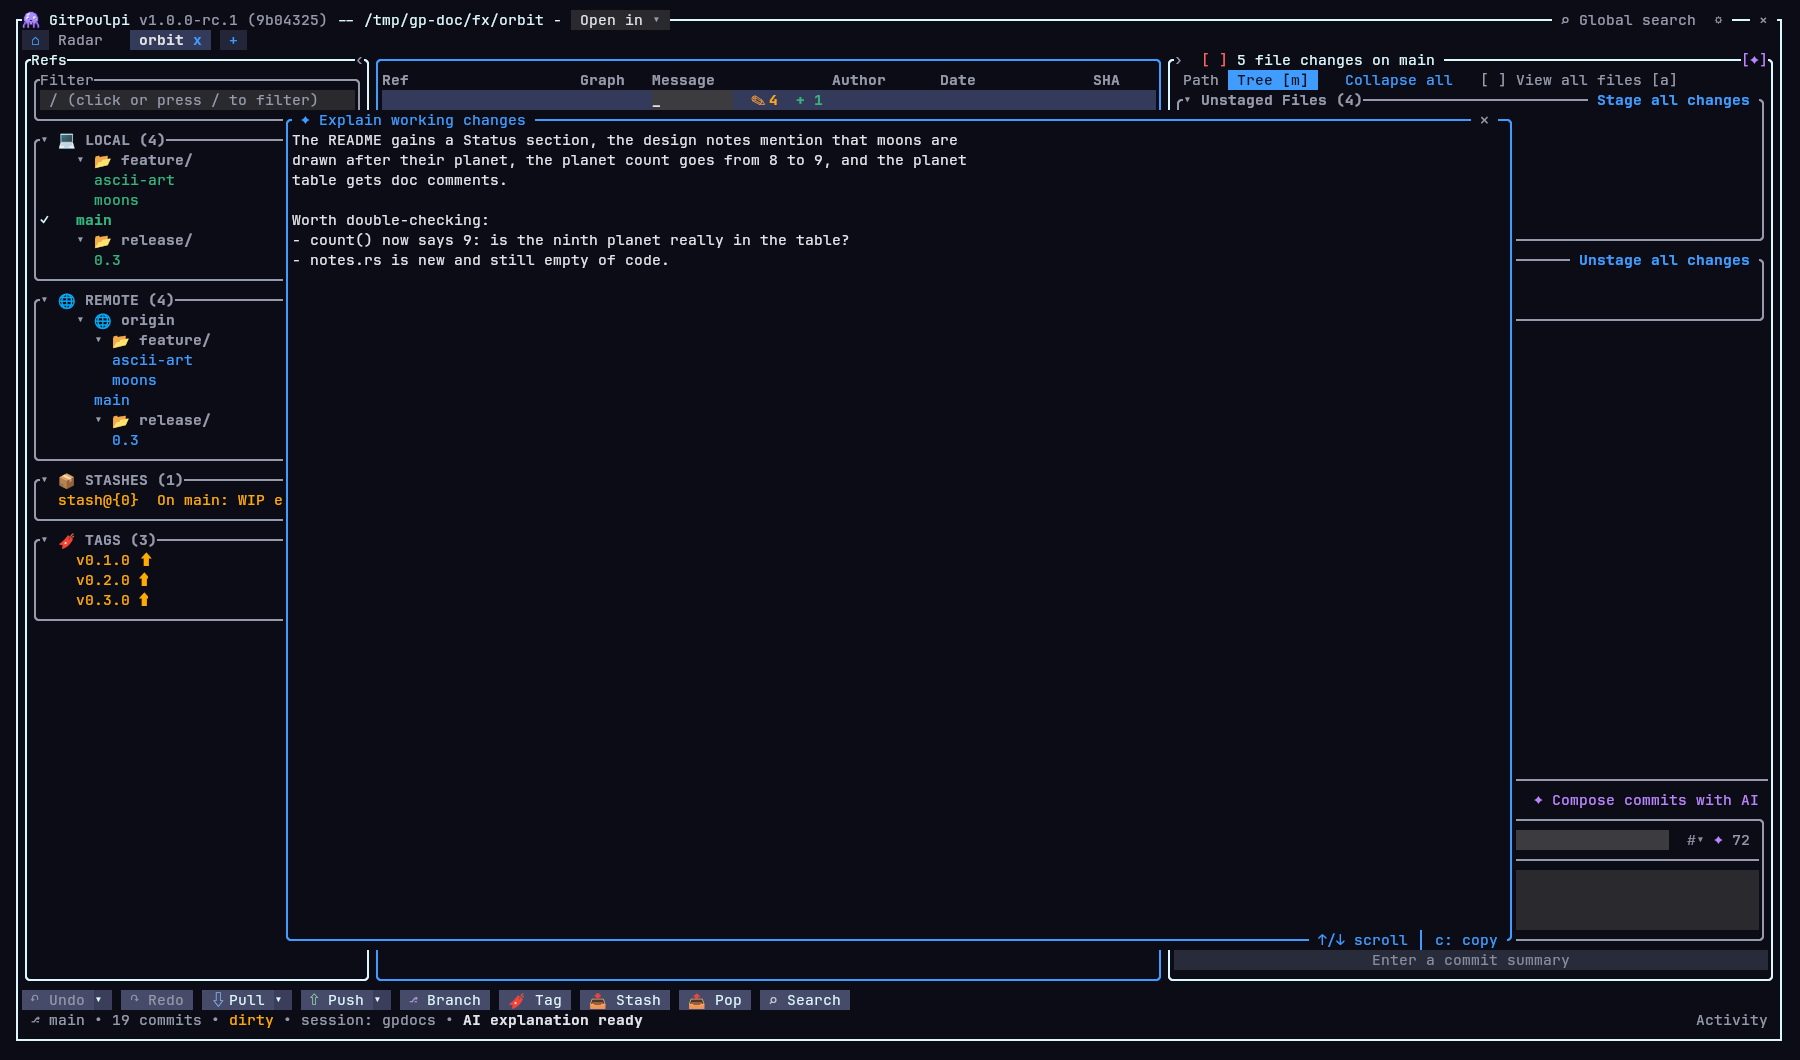 GitPoulpi v1.0.0-rc.1 (9b04325) —— /tmp/gp-doc/fx/orbit - Open in ▾ ⌕ Global search ☼ ×
⌂ Radar orbit x +
Refs ‹ › [ ] 5 file changes on main [✦]
Filter Ref Graph Message Author Date SHA Path Tree [m] Collapse all [ ] View all files [a]
/ (click or press / to filter) _ ✎ 4 + 1 ▾ Unstaged Files (4) Stage all changes
✦ Explain working changes ×
The README gains a Status section, the design notes mention that moons are
drawn after their planet, the planet count goes from 8 to 9, and the planet
table gets doc comments.
Worth double-checking:
- count() now says 9: is the ninth planet really in the table?
- notes.rs is new and still empty of code.
↑/↓ scroll │ c: copy
▾ 💻 LOCAL (4)
▾ 📂 feature/
ascii-art
moons
✓ main
▾ 📂 release/
0.3
▾ 🌐 REMOTE (4)
▾ 🌐 origin
▾ 📂 feature/
ascii-art
moons
main
▾ 📂 release/
0.3
▾ 📦 STASHES (1)
stash@{0} On main: WIP e
▾ 🔖 TAGS (3)
v0.1.0 ⬆
v0.2.0 ⬆
v0.3.0 ⬆
Unstage all changes
✦ Compose commits with AI
#▾ ✦ 72
Enter a commit summary
↶ Undo ▾ ↷ Redo ⇩ Pull ▾ ⇧ Push ▾ ⎇ Branch 🔖 Tag 📥 Stash 📤 Pop ⌕ Search
⎇ main • 19 commits • dirty • session: gpdocs • AI explanation ready Activity